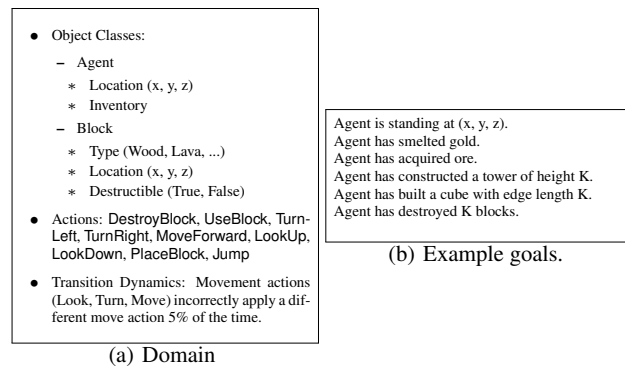 ● Object Classes:
– Agent
∗ Location (x, y, z)
∗ Inventory
– Block
∗ Type (Wood, Lava, ...)
∗ Location (x, y, z)
∗ Destructible (True, False)
● Actions: DestroyBlock, UseBlock, Turn-
Left, TurnRight, MoveForward, LookUp,
LookDown, PlaceBlock, Jump
● Transition Dynamics: Movement actions
(Look, Turn, Move) incorrectly apply a dif-
ferent move action 5% of the time.
(a) Domain
Agent is standing at (x, y, z).
Agent has smelted gold.
Agent has acquired ore.
Agent has constructed a tower of height K.
Agent has built a cube with edge length K.
Agent has destroyed K blocks.
(b) Example goals.